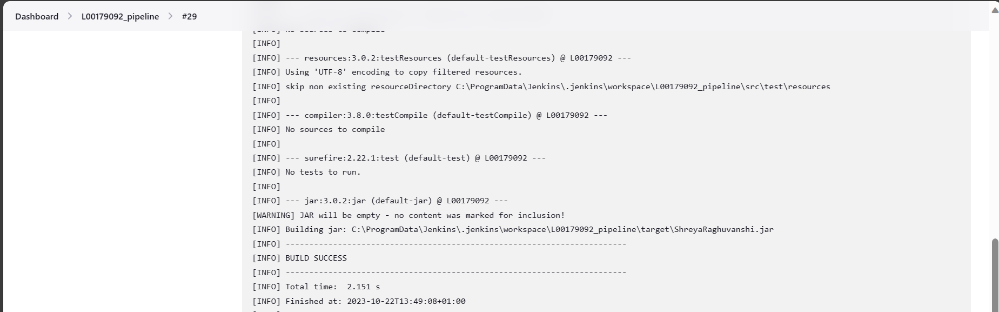 Dashboard > L00179092_pipeline > #29
[INFO] No sources to compile
[INFO]
[INFO] --- resources:3.0.2:testResources (default-testResources) @ L00179092 ---
[INFO] Using 'UTF-8' encoding to copy filtered resources.
[INFO] skip non existing resourceDirectory C:\ProgramData\Jenkins\.jenkins\workspace\L00179092_pipeline\src\test\resources
[INFO]
[INFO] --- compiler:3.8.0:testCompile (default-testCompile) @ L00179092 ---
[INFO] No sources to compile
[INFO]
[INFO] --- surefire:2.22.1:test (default-test) @ L00179092 ---
[INFO] No tests to run.
[INFO]
[INFO] --- jar:3.0.2:jar (default-jar) @ L00179092 ---
[WARNING] JAR will be empty - no content was marked for inclusion!
[INFO] Building jar: C:\ProgramData\Jenkins\.jenkins\workspace\L00179092_pipeline\target\ShreyaRaghuvanshi.jar
[INFO] ------------------------------------------------------------------------
[INFO] BUILD SUCCESS
[INFO] ------------------------------------------------------------------------
[INFO] Total time:  2.151 s
[INFO] Finished at: 2023-10-22T13:49:08+01:00